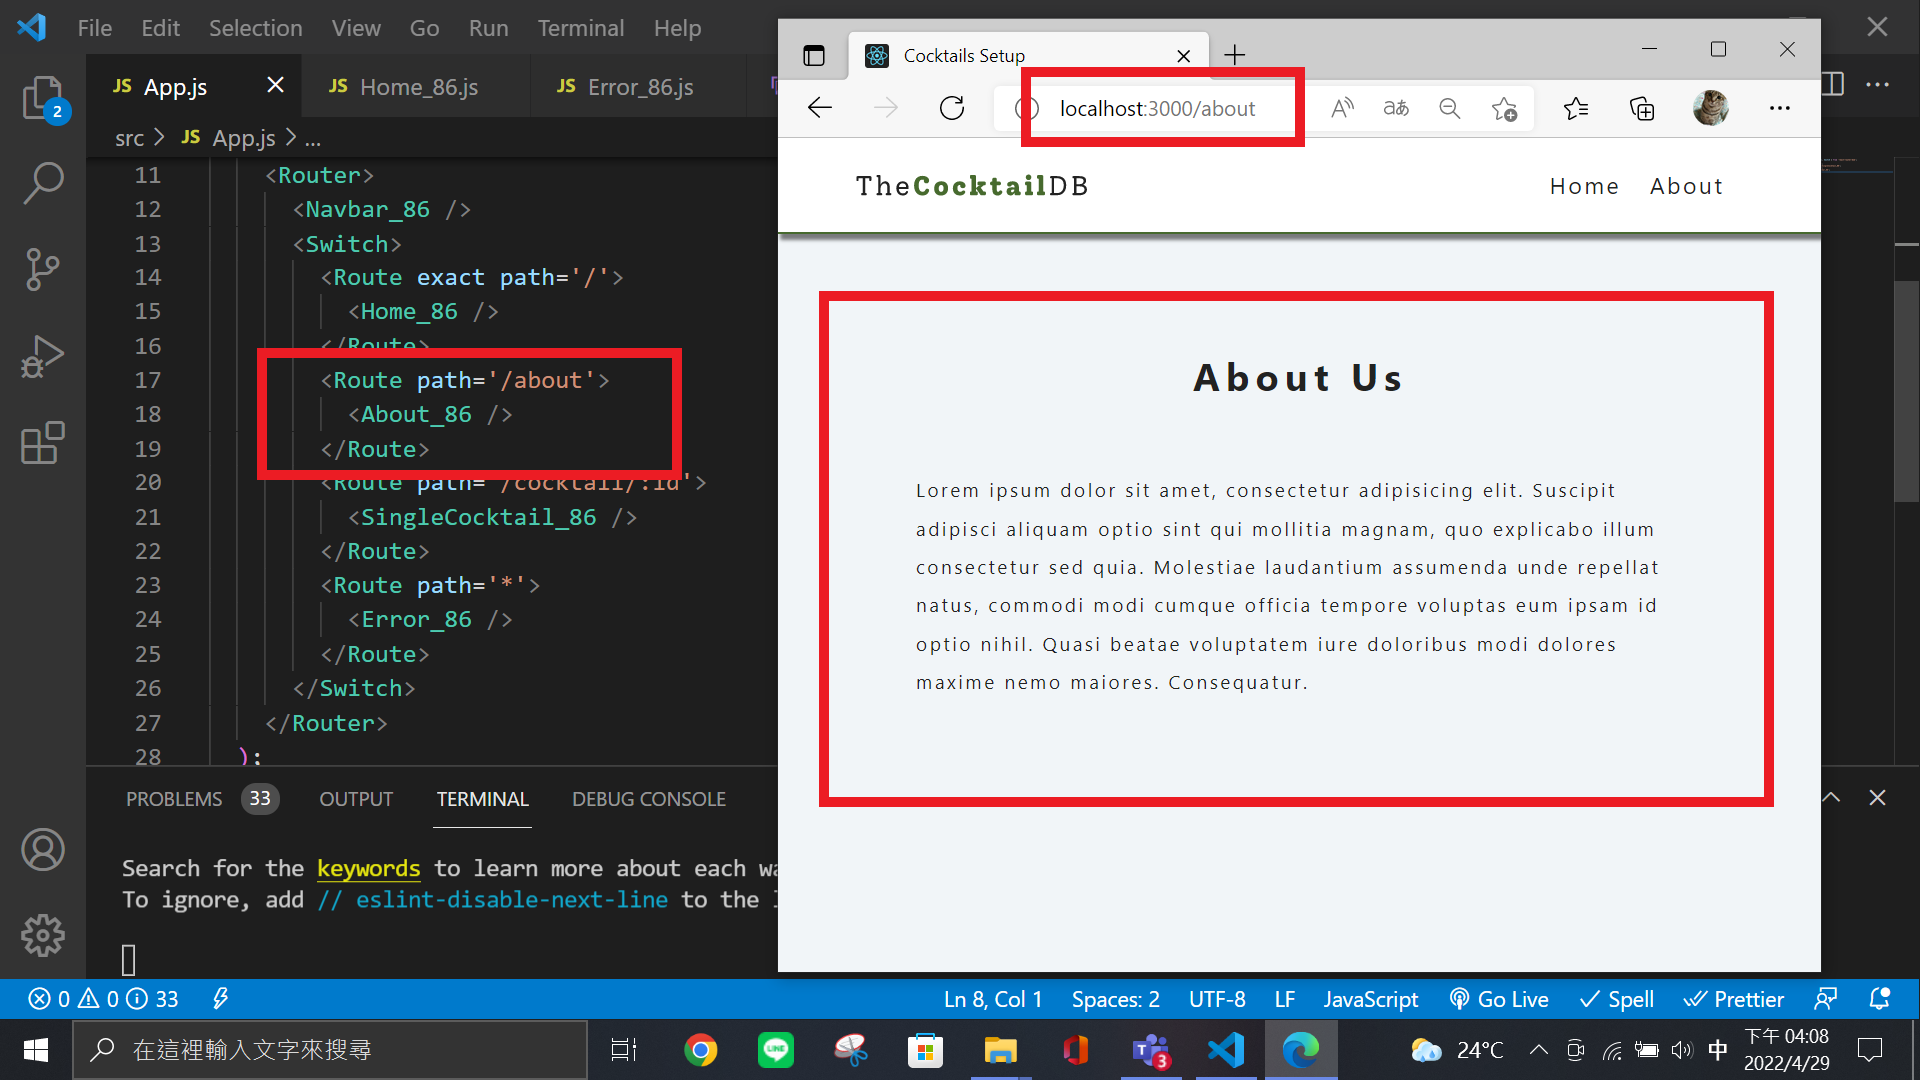 File Edit Selection View Go Run Terminal Help
2
JS App.js JS Home_86.js JS Error_86.js
src > JS App.js > ...
11 <Router>
12 <Navbar_86 />
13 <Switch>
14 <Route exact path='/'>
15 <Home_86 />
16 </Route>
17 <Route path='/about'>
18 <About_86 />
19 </Route>
20 <Route path='/cocktail/:id'>
21 <SingleCocktail_86 />
22 </Route>
23 <Route path='*'>
24 <Error_86 />
25 </Route>
26 </Switch>
27 </Router>
28 );
PROBLEMS 33 OUTPUT TERMINAL DEBUG CONSOLE
Search for the keywords to learn more about each
To ignore, add // eslint-disable-next-line to the
Cocktails Setup
localhost:3000/about
TheCocktailDB Home About
About Us
Lorem ipsum dolor sit amet, consectetur adipisicing elit. Suscipit
adipisci aliquam optio sint qui mollitia magnam, quo explicabo illum
consectetur sed quia. Molestiae laudantium assumenda unde repellat
natus, commodi modi cumque officia tempore voluptas eum ipsam id
optio nihil. Quasi beatae voluptatem iure doloribus modi dolores
maxime nemo maiores. Consequatur.
0 0 33 Ln 8, Col 1 Spaces: 2 UTF-8 LF JavaScript Go Live Spell Prettier
在這裡輸入文字來搜尋 LINE T 3 24°C 中 下午 04:08
2022/4/29